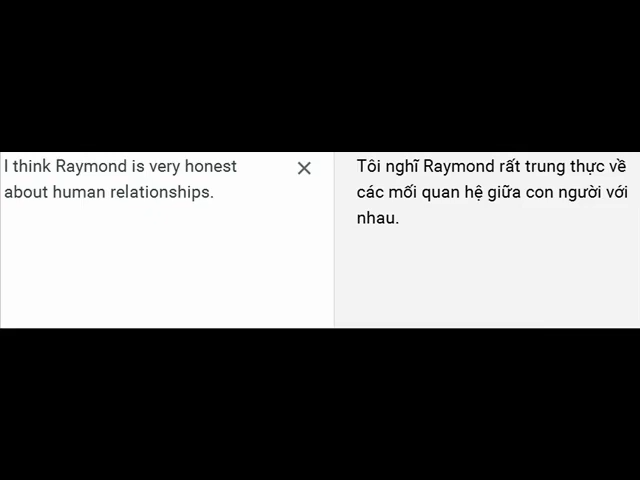 I think Raymond is very honest
about human relationships.
Tôi nghĩ Raymond rất trung thực về
các mối quan hệ giữa con người với
nhau.